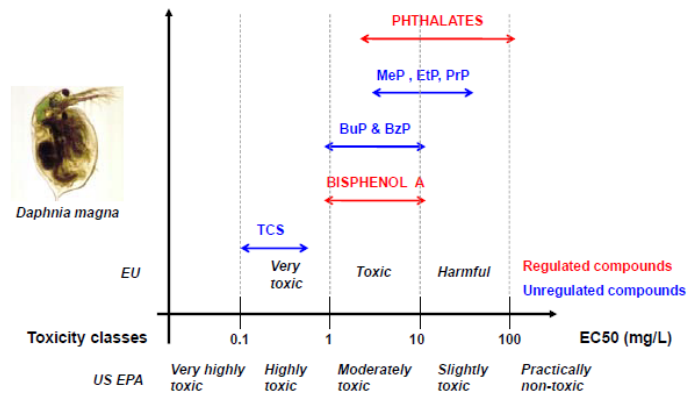 PHTHALATES
MeP , EtP, PrP
BuP & BzP
BISPHENOL A
Daphnia magna
TCS
EU
Very
toxic
Toxic
Harmful
Regulated compounds
Unregulated compounds
Toxicity classes
0.1
1
10
100
EC50 (mg/L)
US EPA
Very highly
toxic
Highly
toxic
Moderately
toxic
Slightly
toxic
Practically
non-toxic